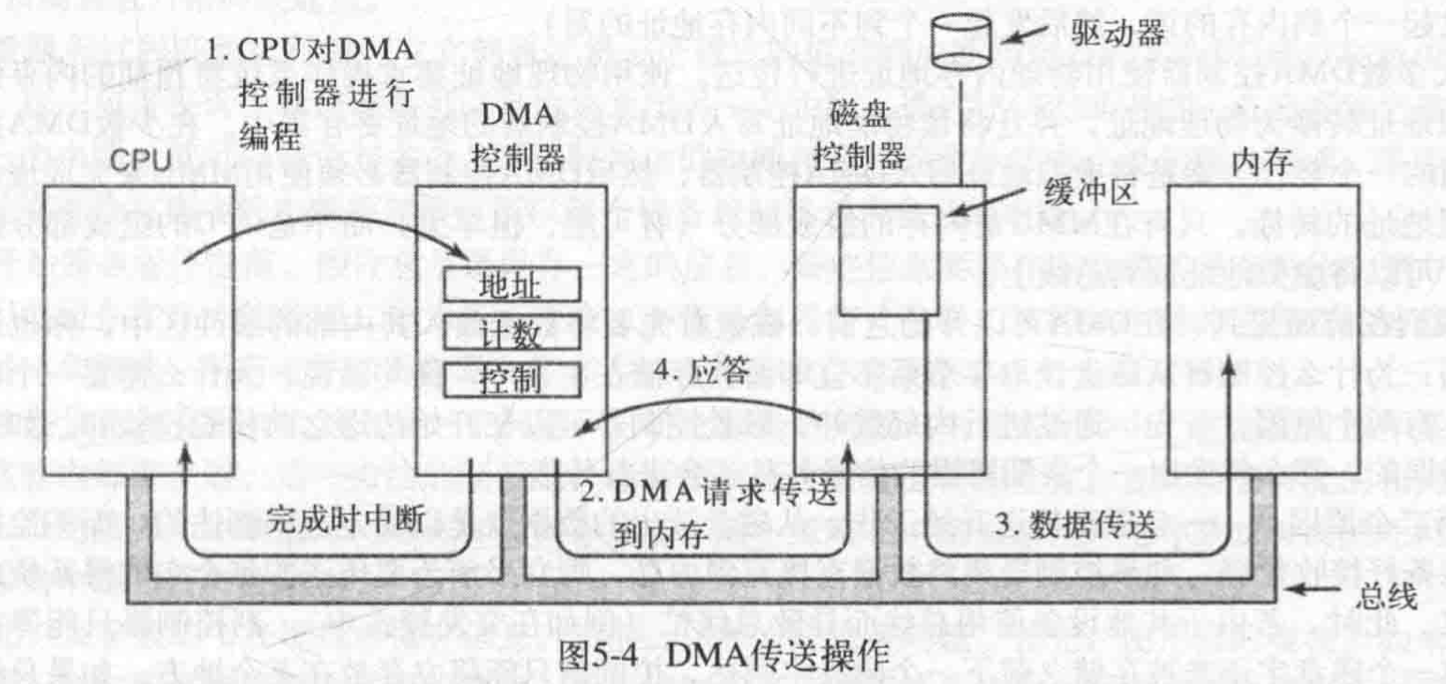 驱动器
1.CPU对DMA
控制器进行
编程
DMA
控制器
磁盘
控制器
CPU
内存
缓冲区
地址
计数
控制
4.应答
完成时中断
2.DMA请求传送
到内存
3.数据传送
总线
图5-4 DMA传送操作